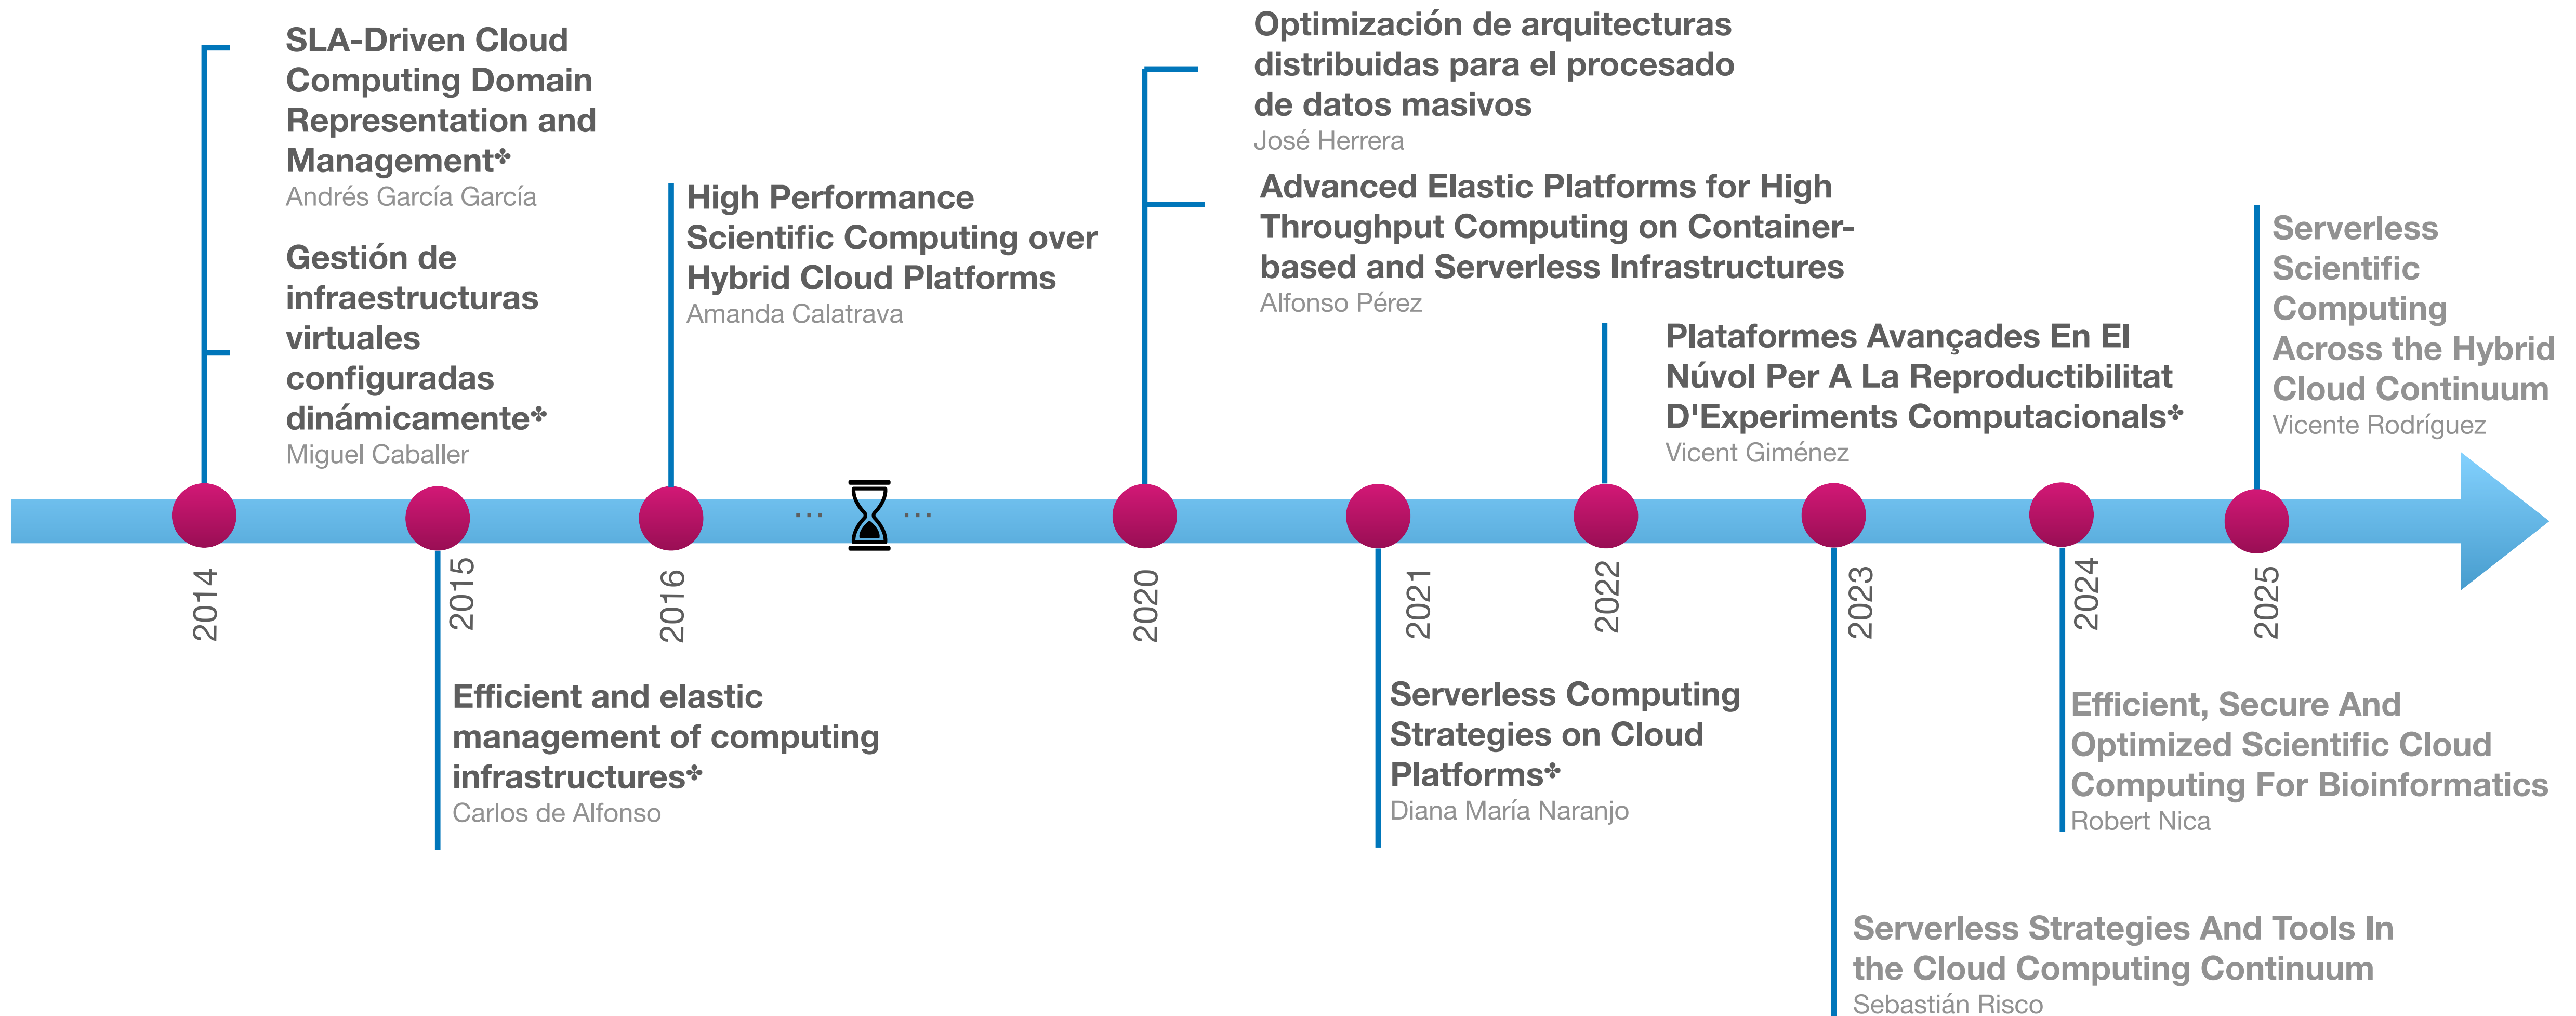 SLA-Driven Cloud
Computing Domain
Representation and
Management✤
Andrés García García
Gestión de
infraestructuras
virtuales
configuradas
dinámicamente✤
Miguel Caballer
High Performance
Scientific Computing over
Hybrid Cloud Platforms
Amanda Calatrava
Optimización de arquitecturas
distribuidas para el procesado
de datos masivos
José Herrera
Advanced Elastic Platforms for High
Throughput Computing on Container-
based and Serverless Infrastructures
Alfonso Pérez
Plataformes Avançades En El
Núvol Per A La Reproductibilitat
D'Experiments Computacionals✤
Vicent Giménez
Serverless
Scientific
Computing
Across the Hybrid
Cloud Continuum
Vicente Rodríguez
... ...
2014
2015
2016
2020
2021
2022
2023
2024
2025
Efficient and elastic
management of computing
infrastructures✤
Carlos de Alfonso
Serverless Computing
Strategies on Cloud
Platforms✤
Diana María Naranjo
Efficient, Secure And
Optimized Scientific Cloud
Computing For Bioinformatics
Robert Nica
Serverless Strategies And Tools In
the Cloud Computing Continuum
Sebastián Risco